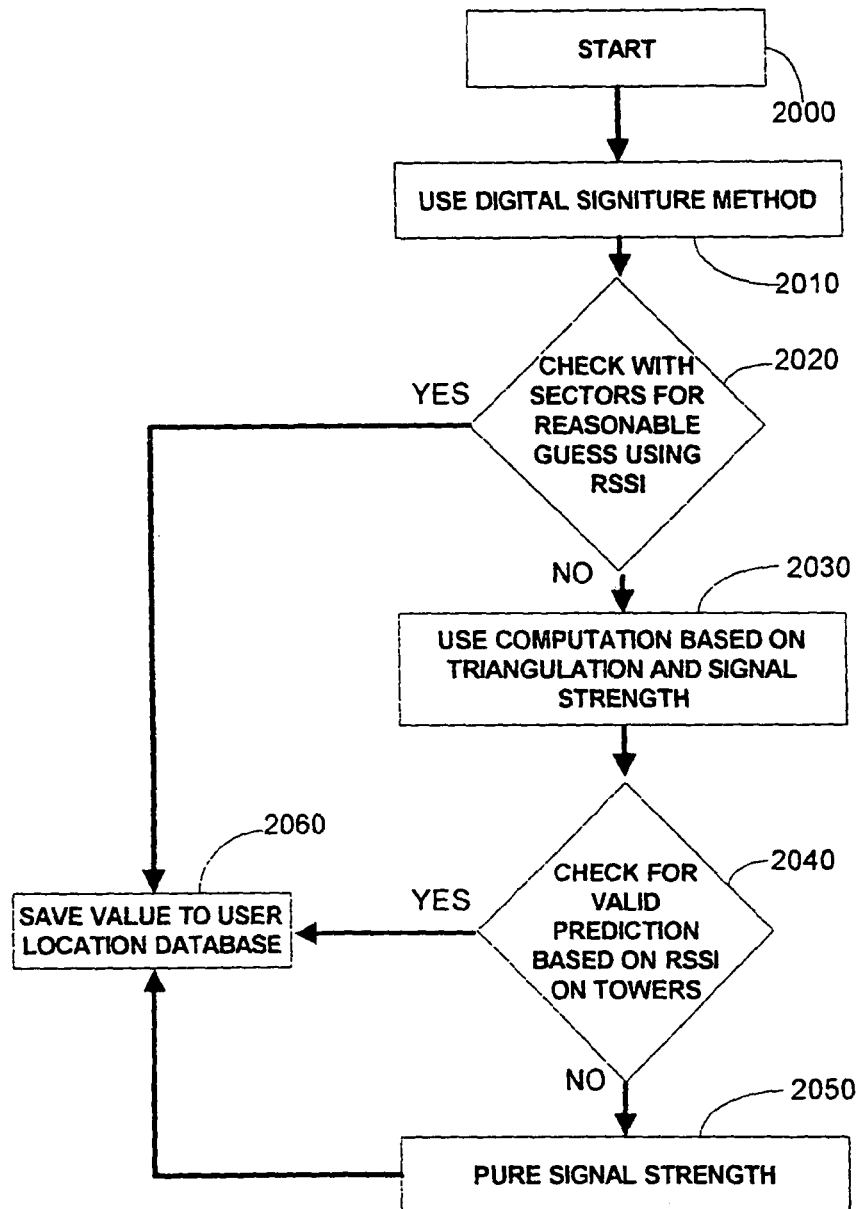 START
2000
USE DIGITAL SIGNITURE METHOD
2010
2020
CHECK WITH
SECTORS FOR
REASONABLE
GUESS USING
RSSI
YES
NO
2030
USE COMPUTATION BASED ON
TRIANGULATION AND SIGNAL
STRENGTH
2060
SAVE VALUE TO USER
LOCATION DATABASE
YES
2040
CHECK FOR
VALID
PREDICTION
BASED ON RSSI
ON TOWERS
NO
2050
PURE SIGNAL STRENGTH